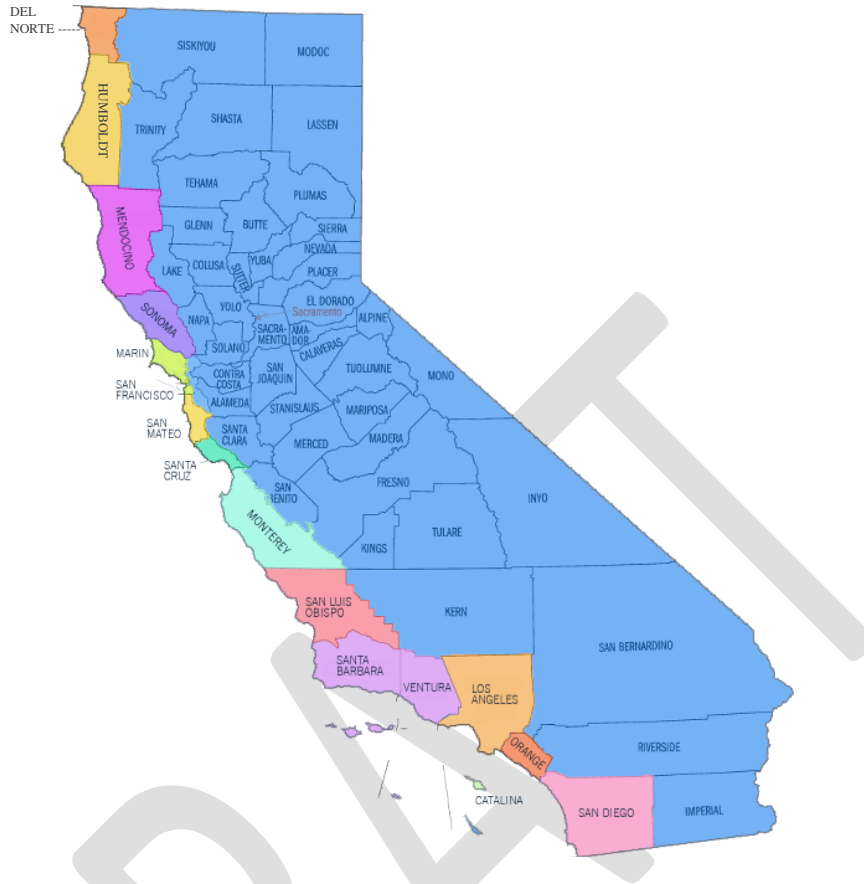 DEL
NORTE
SISKIYOU
MODOC
HUMBOLDT
TRINITY
SHASTA
LASSEN
TEHAMA
PLUMAS
MENDOCINO
GLENN
BUTTE
SIERRA
NEVADA
YUBA
LAKE
COLUSA
SUTTER
PLACER
EL DORADO
YOLO
Sacramento
SONOMA
NAPA
ALPINE
SACRA-
MENTO
AMA-
DOR
SOLANO
CALAVERAS
MARIN
TUOLUMNE
MONO
CONTRA
COSTA
SAN
JOAQUIN
SAN
FRANCISCO
ALAMEDA
STANISLAUS
MARIPOSA
SAN
MATEO
SANTA
CLARA
MERCED
MADERA
SANTA
CRUZ
FRESNO
SAN
BENITO
INYO
MONTEREY
TULARE
KINGS
SAN LUIS
OBISPO
KERN
SAN BERNARDINO
SANTA
BARBARA
VENTURA
LOS
ANGELES
ORANGE
RIVERSIDE
CATALINA
SAN DIEGO
IMPERIAL